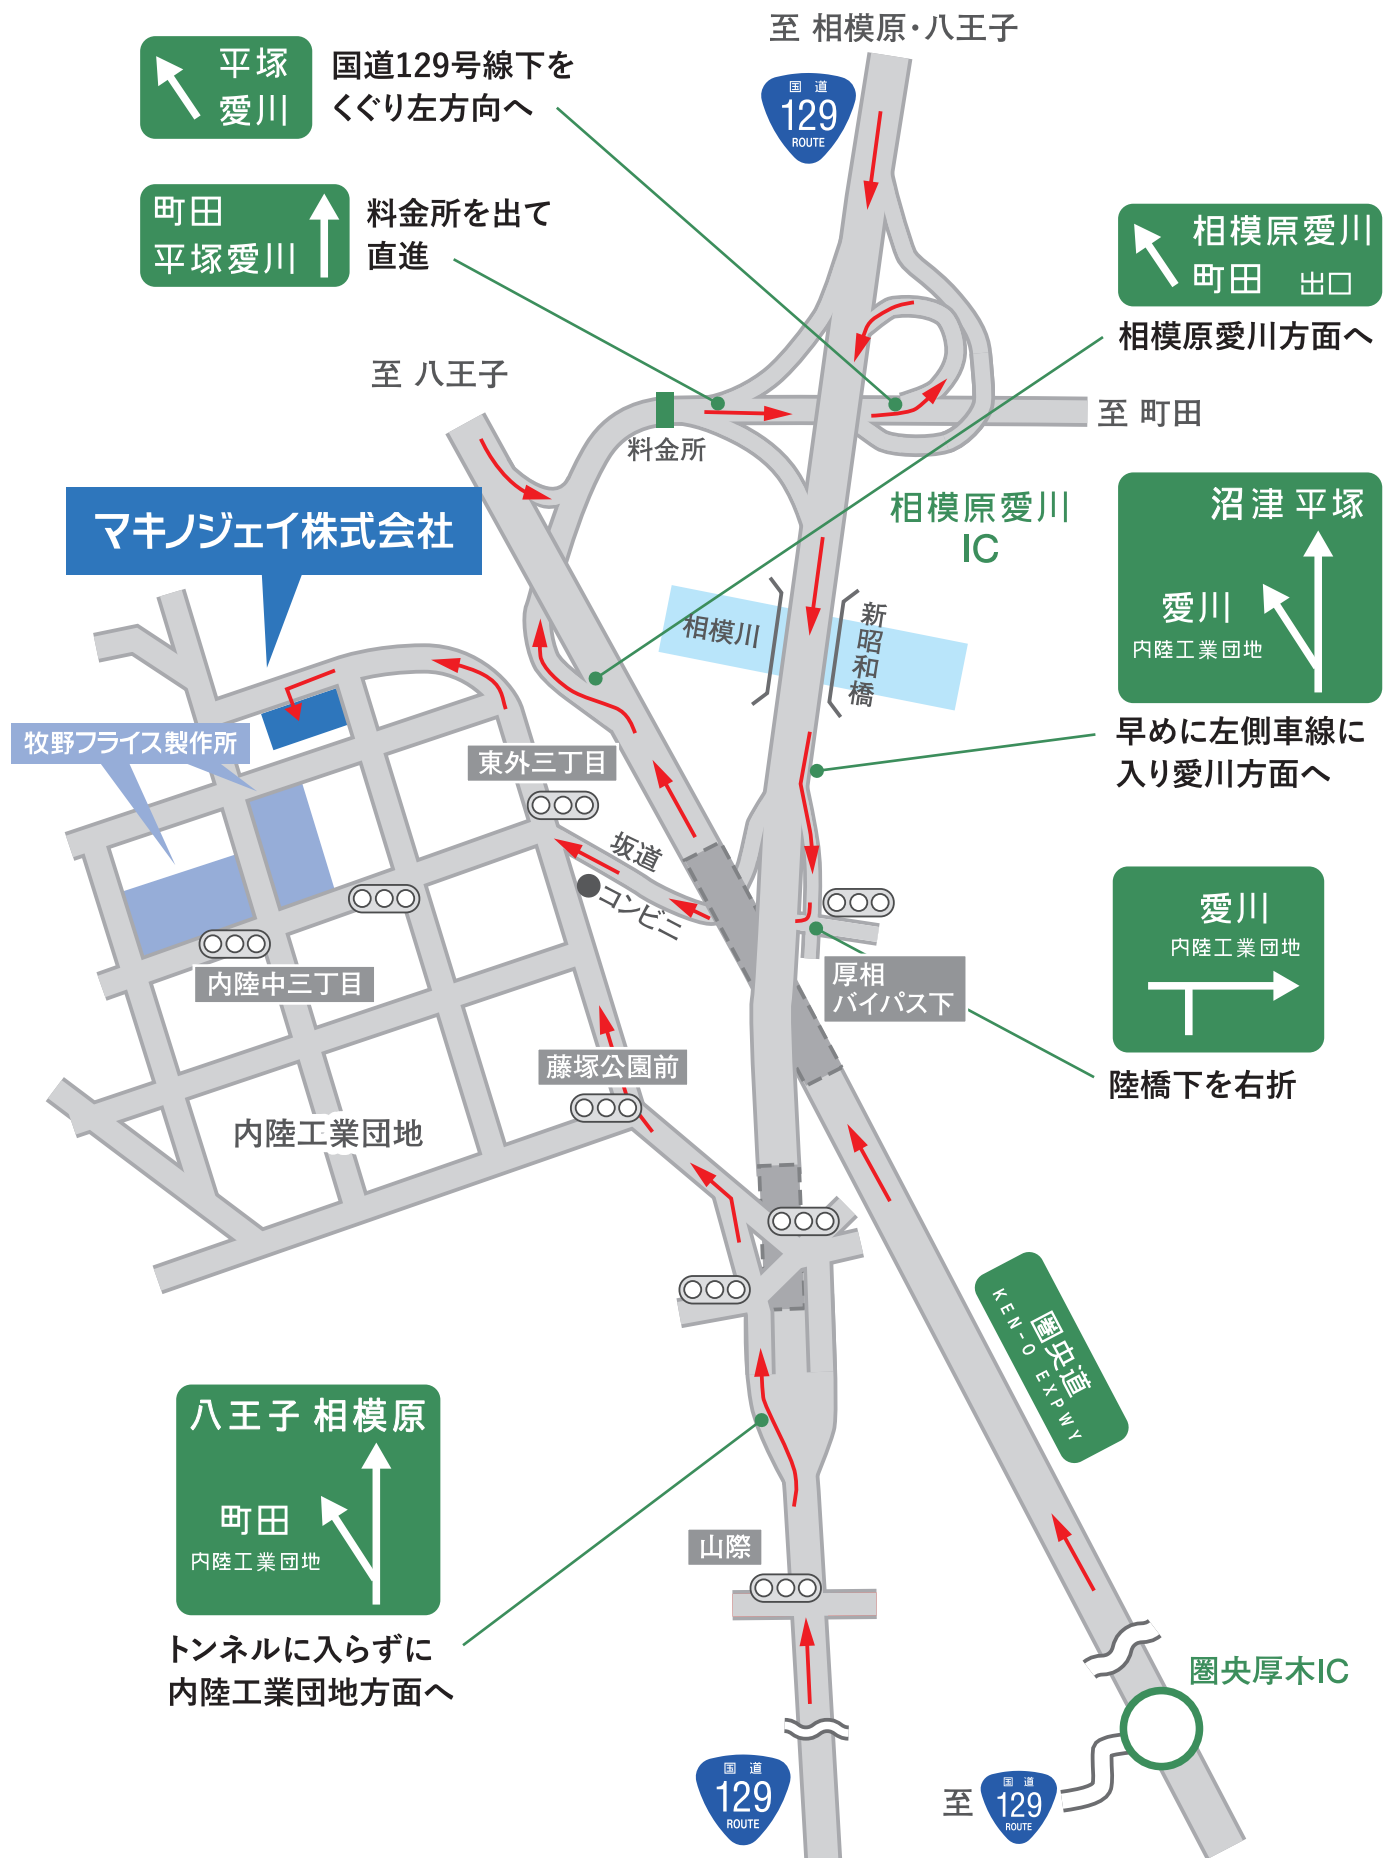 至 相模原・八王子
国道
129
ROUTE
平塚
愛川
国道129号線下を
くぐり左方向へ
町田
平塚愛川
料金所を出て
直進
相模原愛川
町田 出口
相模原愛川方面へ
至 八王子
至 町田
料金所
相模原愛川
IC
マキノジェイ株式会社
沼津 平塚
愛川
内陸工業団地
早めに左側車線に
入り愛川方面へ
相模川
新昭和橋
牧野フライス製作所
東外三丁目
坂道
コンビニ
愛川
内陸工業団地
陸橋下を右折
厚相
バイパス下
内陸中三丁目
藤塚公園前
内陸工業団地
圏央道
KEN-O EXPWY
八王子 相模原
町田
内陸工業団地
トンネルに入らずに
内陸工業団地方面へ
山際
圏央厚木IC
国道
129
ROUTE
至
国道
129
ROUTE